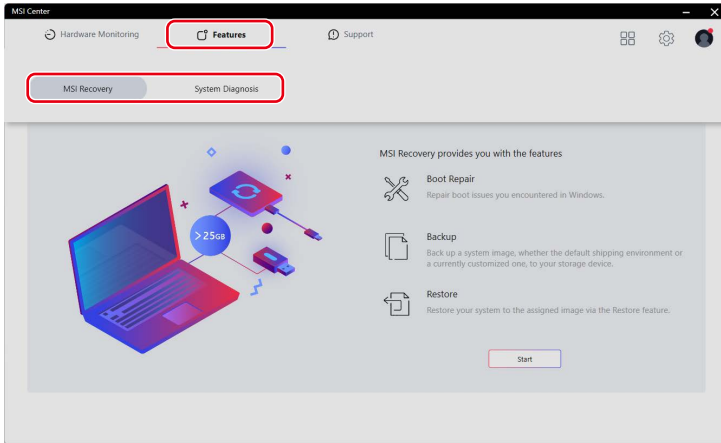 MSI Center
Hardware Monitoring
Features
Support
MSI Recovery
System Diagnosis
MSI Recovery provides you with the features
Boot Repair
Repair boot issues you encountered in Windows.
>25GB
Backup
Back up a system image, whether the default shipping environment or
a currently customized one, to your storage device.
Restore
Restore your system to the assigned image via the Restore feature.
Start